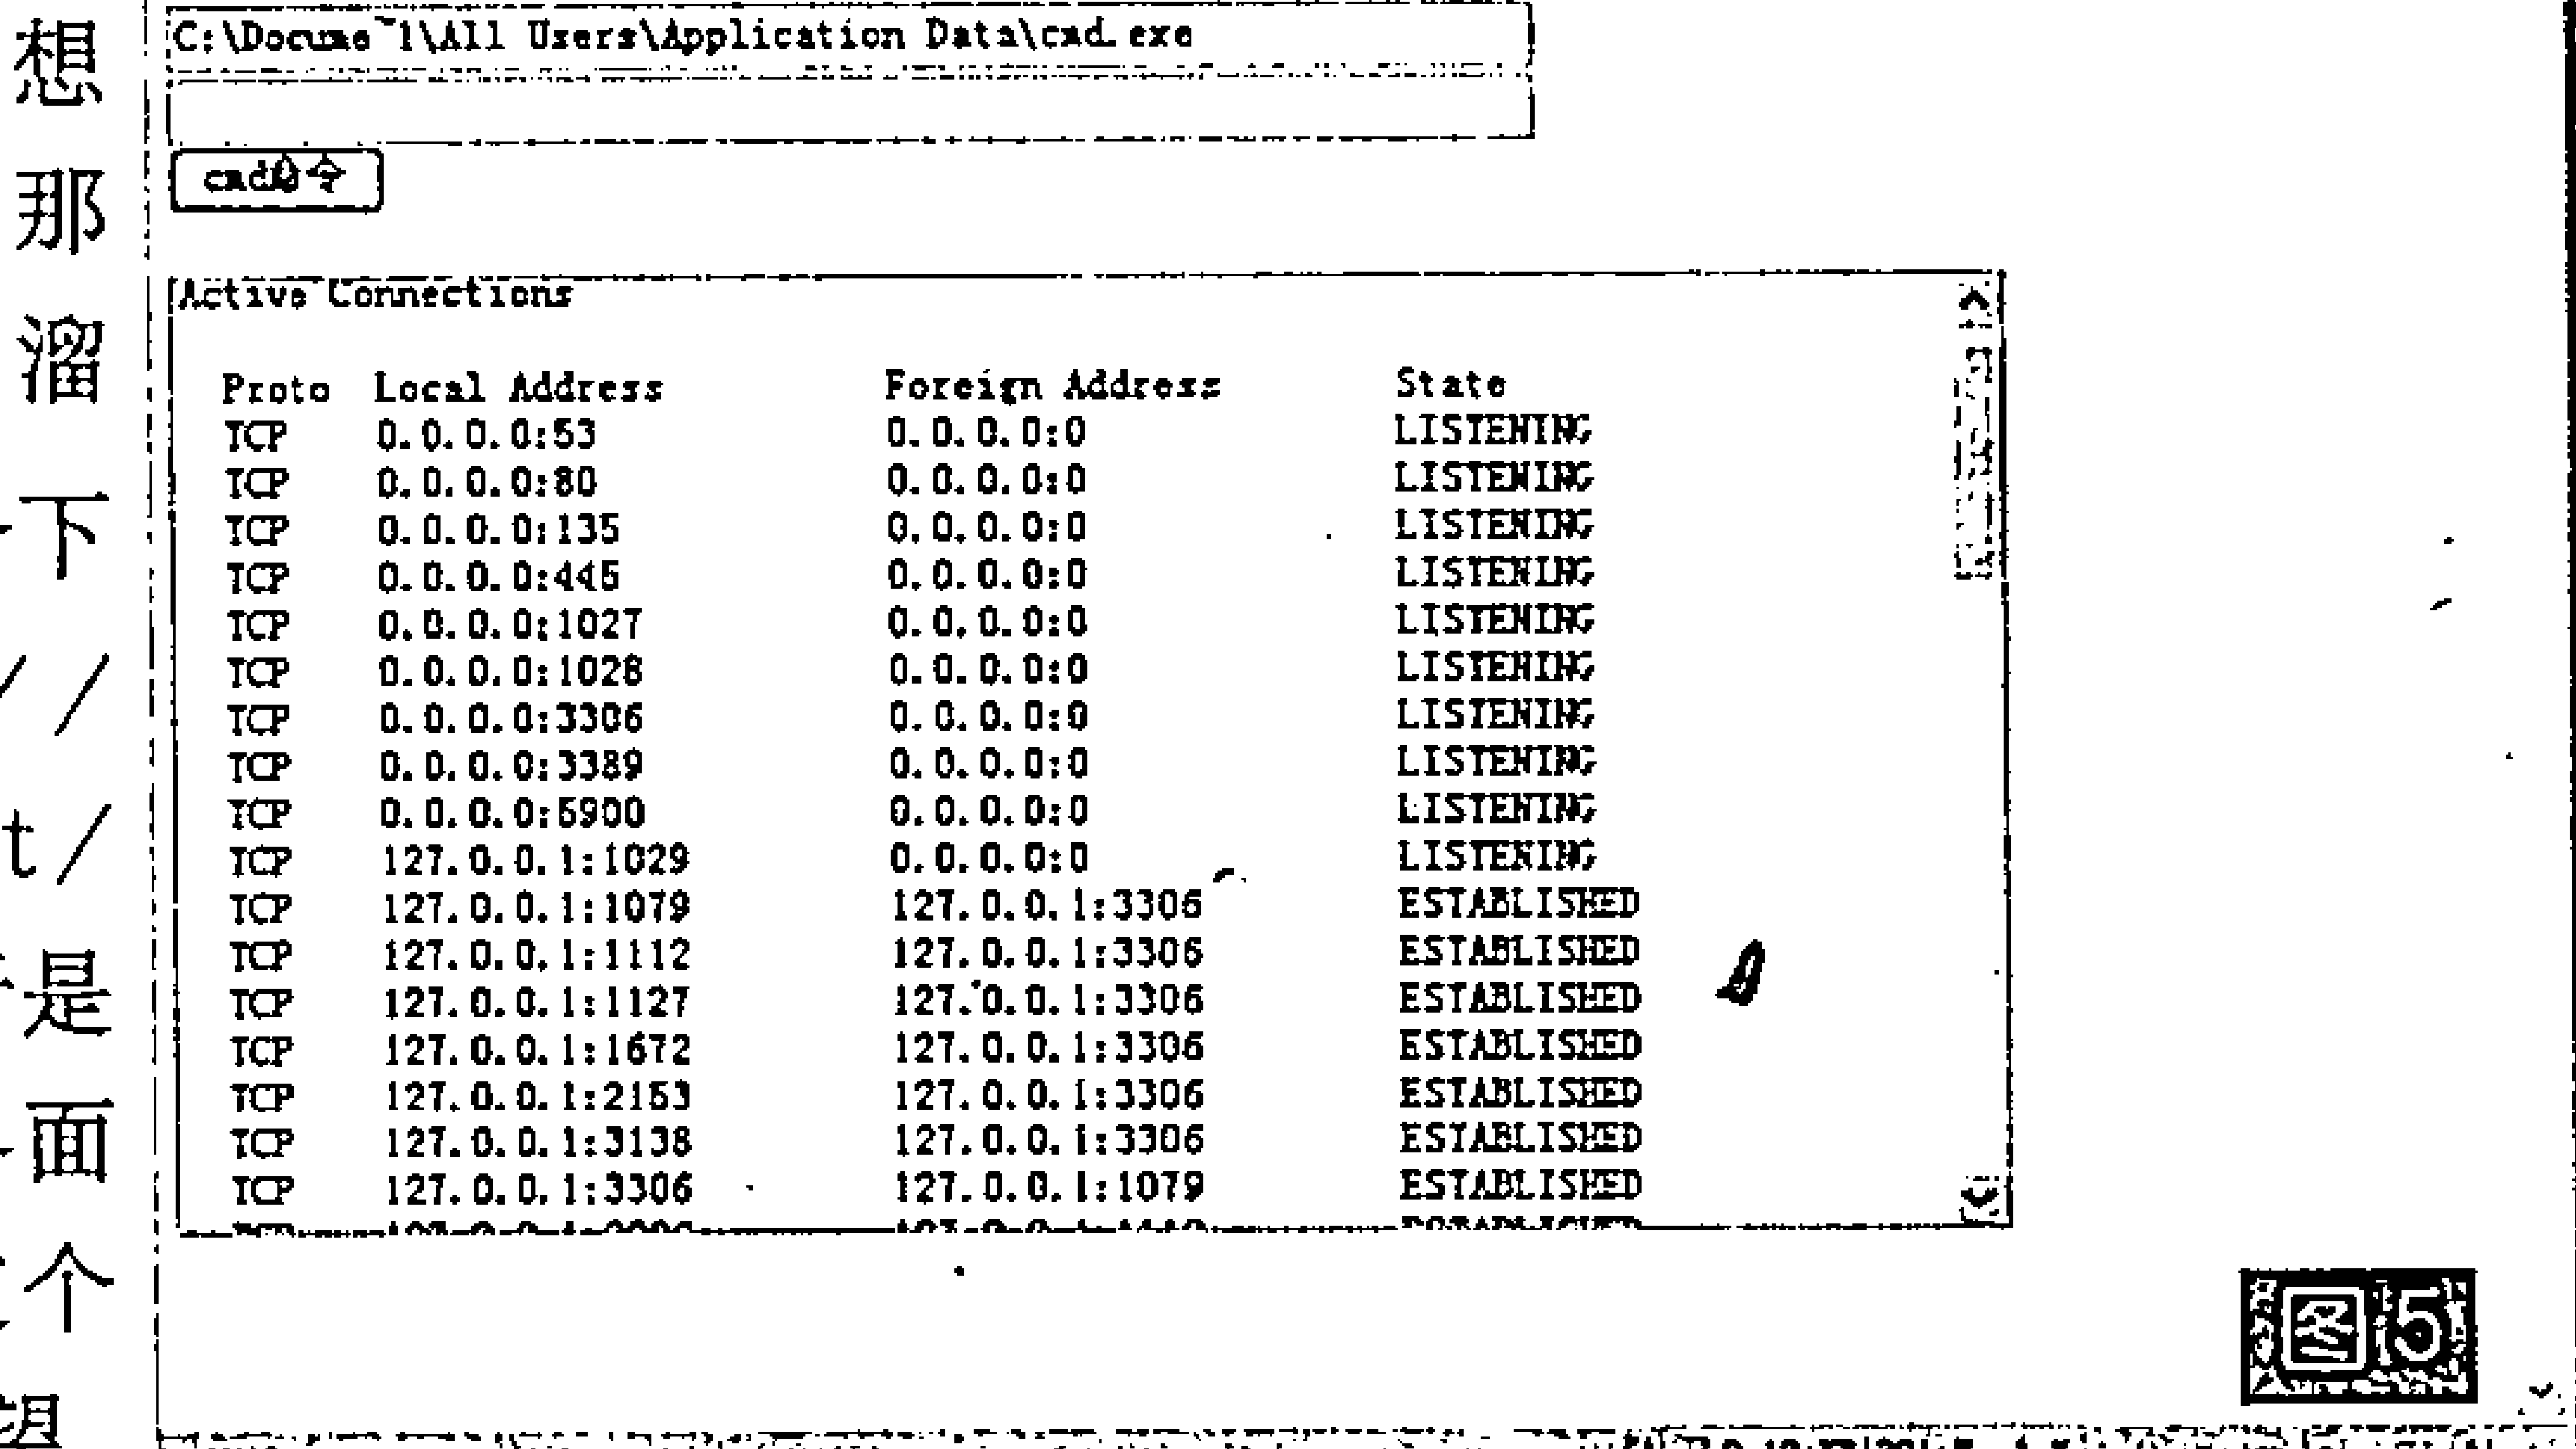 想
那
溜
下
//
t/
是
面
个
C:\Docume~1\All Users\Application Data\cmd.exe
cmd命令
Active Connections
Proto Local Address Foreign Address State
TCP 0.0.0.0:53 0.0.0.0:0 LISTENING
TCP 0.0.0.0:80 0.0.0.0:0 LISTENING
TCP 0.0.0.0:135 0.0.0.0:0 LISTENING
TCP 0.0.0.0:445 0.0.0.0:0 LISTENING
TCP 0.0.0.0:1027 0.0.0.0:0 LISTENING
TCP 0.0.0.0:1028 0.0.0.0:0 LISTENING
TCP 0.0.0.0:3306 0.0.0.0:0 LISTENING
TCP 0.0.0.0:3389 0.0.0.0:0 LISTENING
TCP 0.0.0.0:5900 0.0.0.0:0 LISTENING
TCP 127.0.0.1:1029 0.0.0.0:0 LISTENING
TCP 127.0.0.1:1079 127.0.0.1:3306 ESTABLISHED
TCP 127.0.0.1:1112 127.0.0.1:3306 ESTABLISHED
TCP 127.0.0.1:1127 127.0.0.1:3306 ESTABLISHED
TCP 127.0.0.1:1672 127.0.0.1:3306 ESTABLISHED
TCP 127.0.0.1:2153 127.0.0.1:3306 ESTABLISHED
TCP 127.0.0.1:3138 127.0.0.1:3306 ESTABLISHED
TCP 127.0.0.1:3306 127.0.0.1:1079 ESTABLISHED
图5